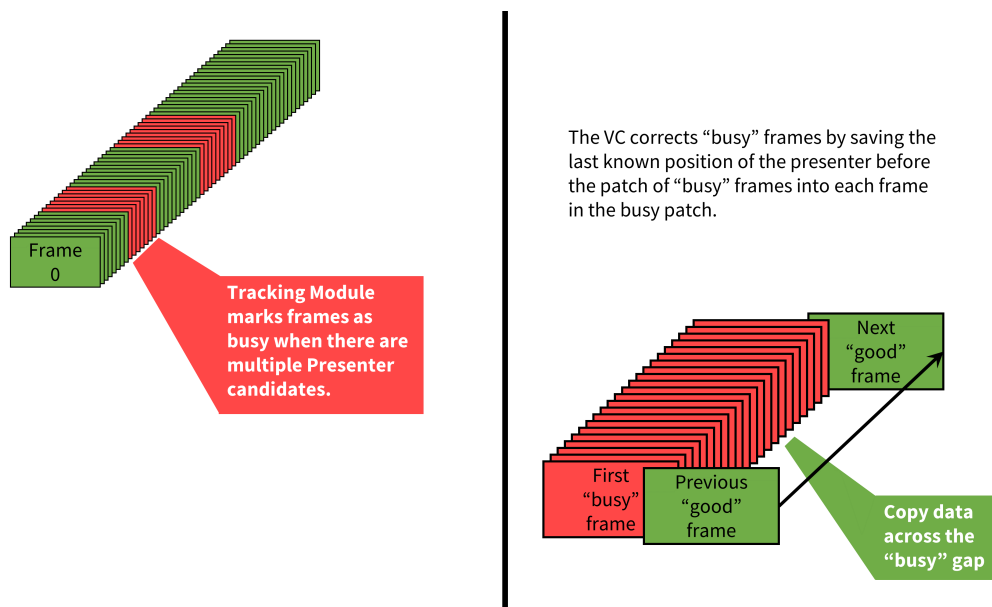 Frame
0
Tracking Module
marks frames as
busy when there are
multiple Presenter
candidates.
The VC corrects “busy” frames by saving the
last known position of the presenter before
the patch of “busy” frames into each frame
in the busy patch.
Next
“good”
frame
First
“busy”
frame
Previous
“good”
frame
Copy data
across the
“busy” gap